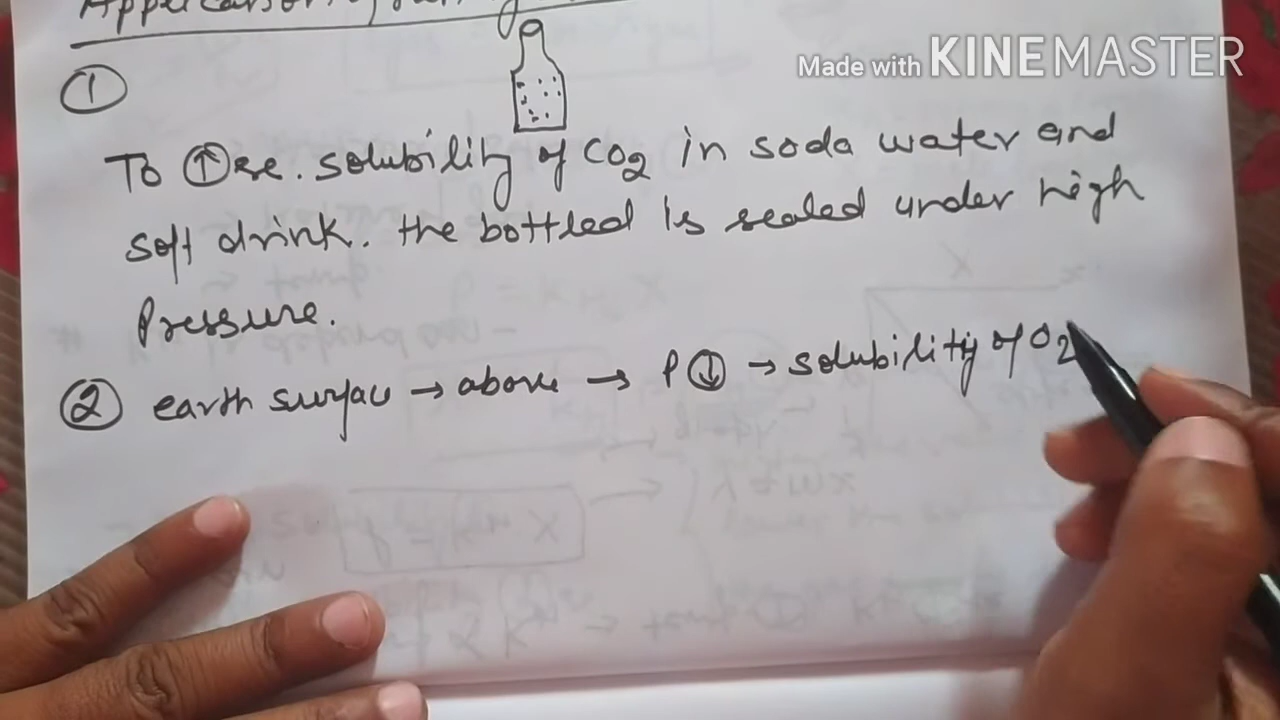 Made with KINEMASTER
①
To ↑se. solubility of CO2 in soda water and
soft drink. the bottled is sealed under high
Pressure.
② earth surfac → above → P↓ → solubility of O2